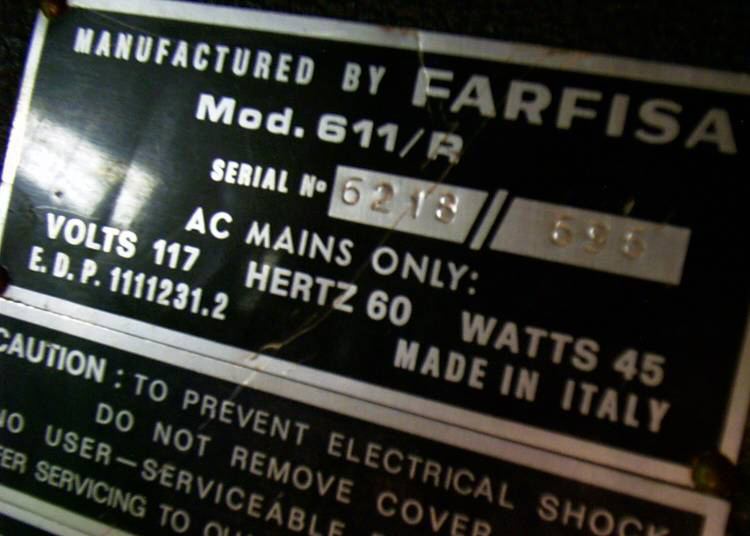 MANUFACTURED BY FARFISA
Mod. 611/R
SERIAL Nº 6218 // 595
AC MAINS ONLY:
VOLTS 117 HERTZ 60 WATTS 45
E.D.P. 1111231.2 MADE IN ITALY
CAUTION: TO PREVENT ELECTRICAL SHOCK
DO NOT REMOVE COVER
NO USER-SERVICEABLE
SERVICING TO